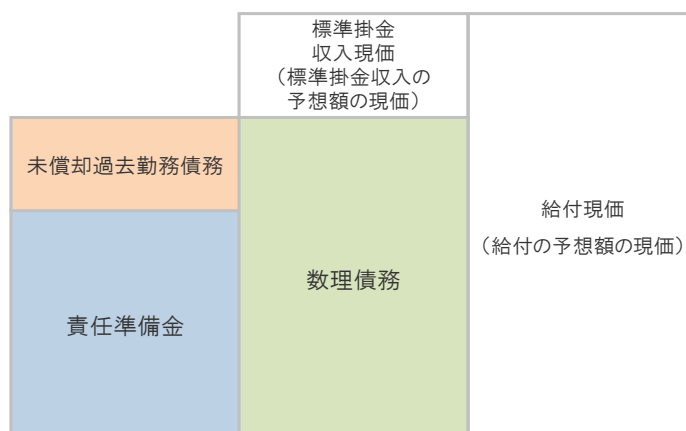 標準掛金
収入現価
（標準掛金収入の
予想額の現価）
未償却過去勤務債務
給付現価
（給付の予想額の現価）
数理債務
責任準備金